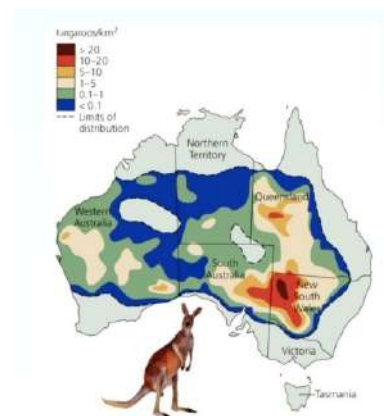 kangaroos/km²
> 20
10–20
5–10
1–5
0.1–1
< 0.1
Limits of
distribution
Northern
Territory
Queensland
Western
Australia
South
Australia
New
South
Wales
Victoria
Tasmania